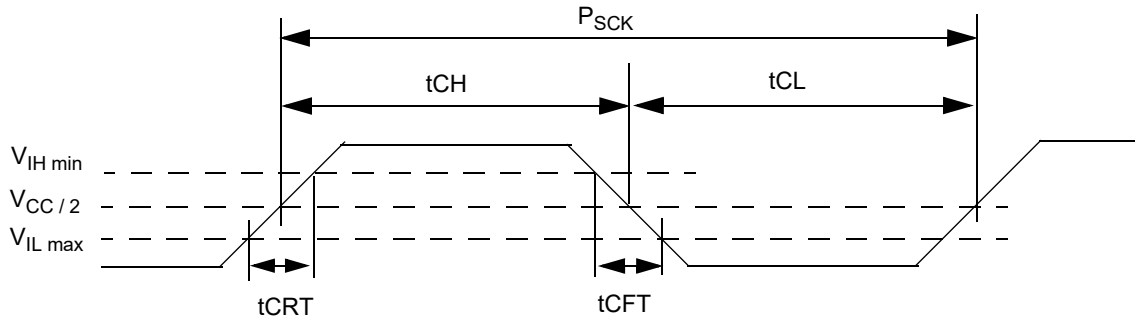 PSCK
tCH
tCL
VIH min
VCC / 2
VIL max
tCRT
tCFT